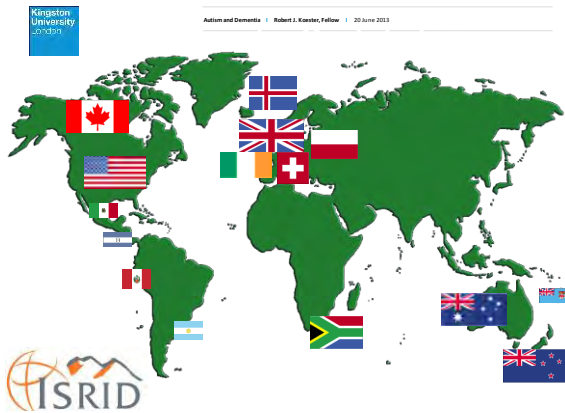 Kingston
University
London
Autism and Dementia | Robert J. Koester, Fellow | 20 June 2013
ISRID